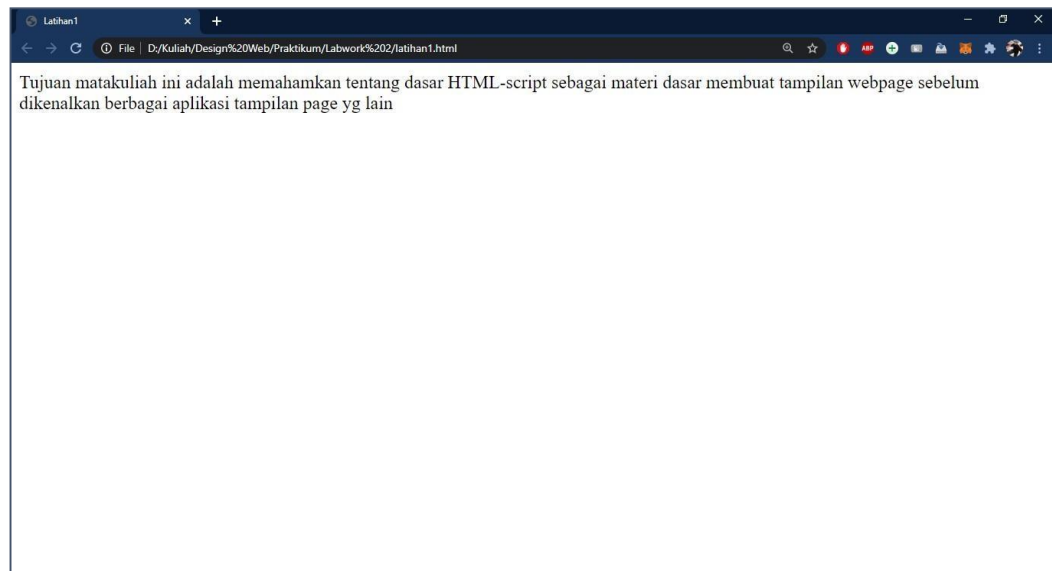 Latihan1
File | D:/Kuliah/Design%20Web/Praktikum/Labwork%202/latihan1.html
ABP
Tujuan matakuliah ini adalah memahamkan tentang dasar HTML-script sebagai materi dasar membuat tampilan webpage sebelum
dikenalkan berbagai aplikasi tampilan page yg lain